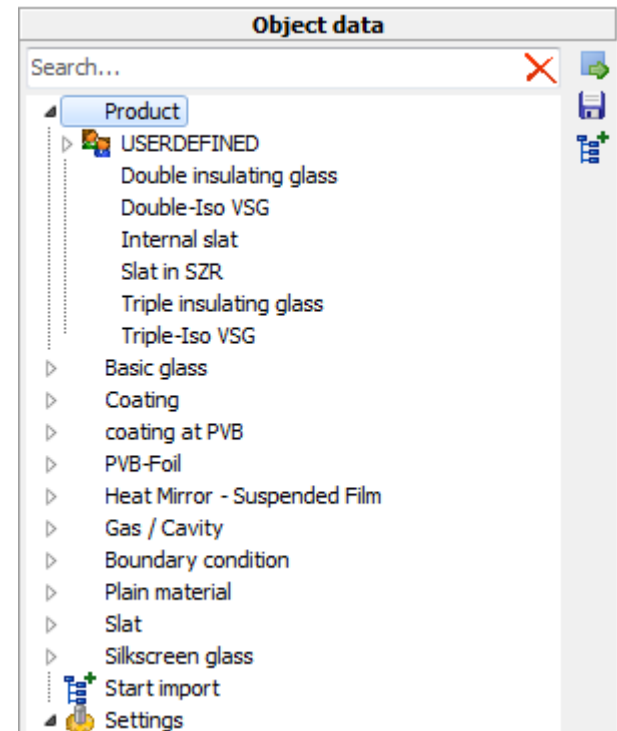 Object data
Search...
Product
USERDEFINED
Double insulating glass
Double-Iso VSG
Internal slat
Slat in SZR
Triple insulating glass
Triple-Iso VSG
Basic glass
Coating
coating at PVB
PVB-Foil
Heat Mirror - Suspended Film
Gas / Cavity
Boundary condition
Plain material
Slat
Silkscreen glass
Start import
Settings